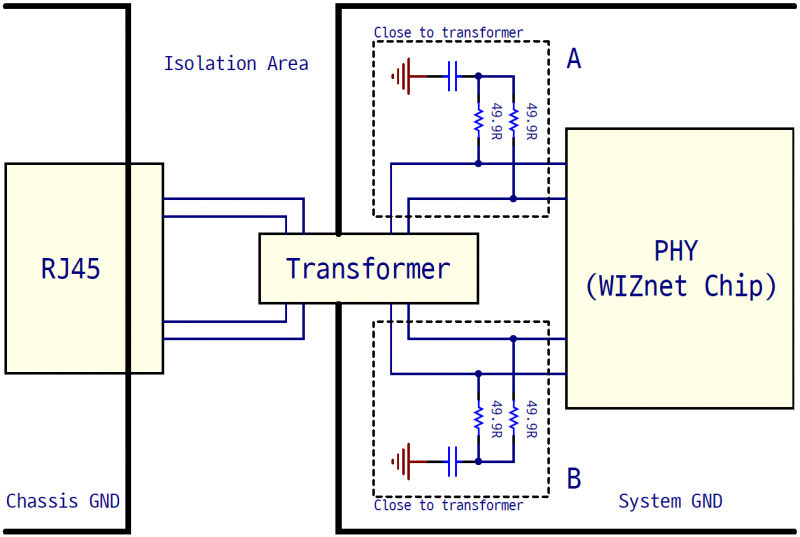 Close to transformer
A
Isolation Area
49.9R
49.9R
RJ45
Transformer
PHY
(WIZnet Chip)
49.9R
49.9R
B
Chassis GND
Close to transformer
System GND